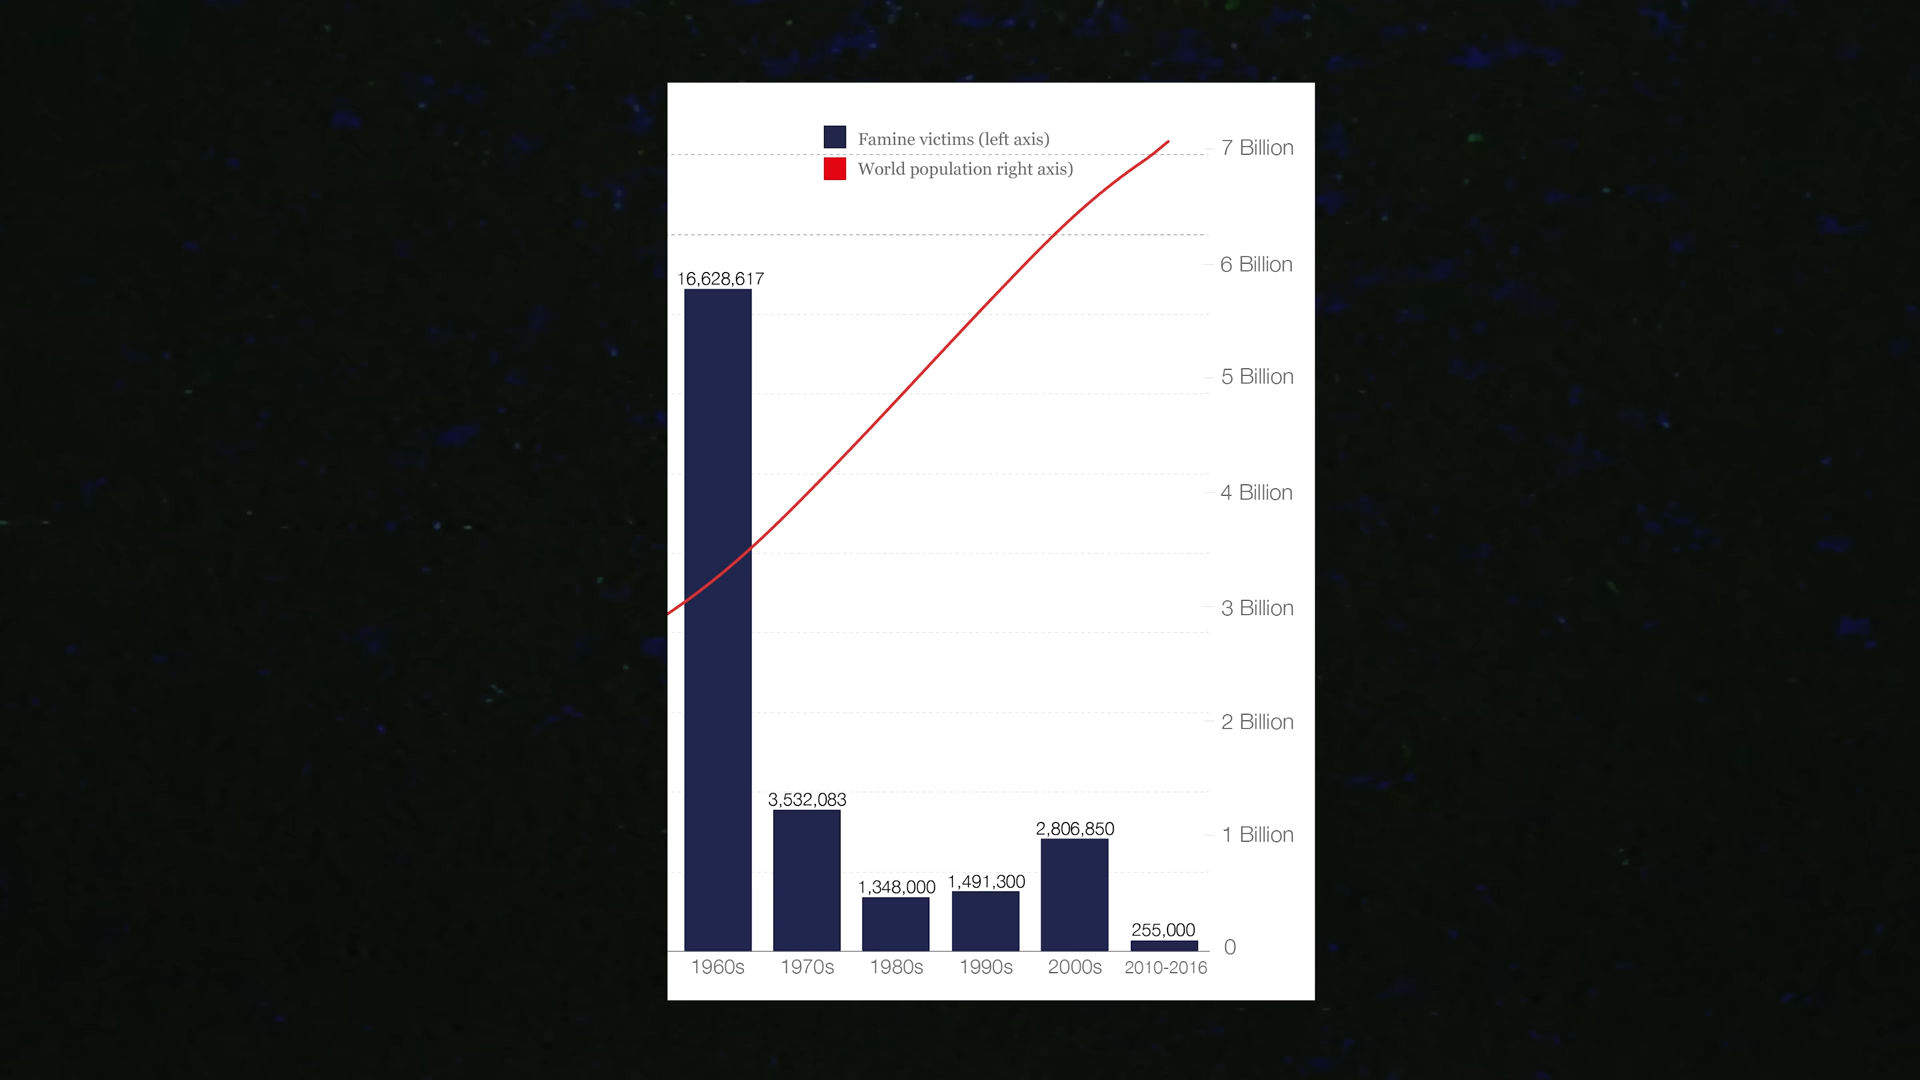 Famine victims (left axis)
World population right axis)
7 Billion
6 Billion
16,628,617
5 Billion
4 Billion
3 Billion
2 Billion
3,532,083
2,806,850
1 Billion
1,348,000
1,491,300
255,000
0
1960s
1970s
1980s
1990s
2000s
2010-2016